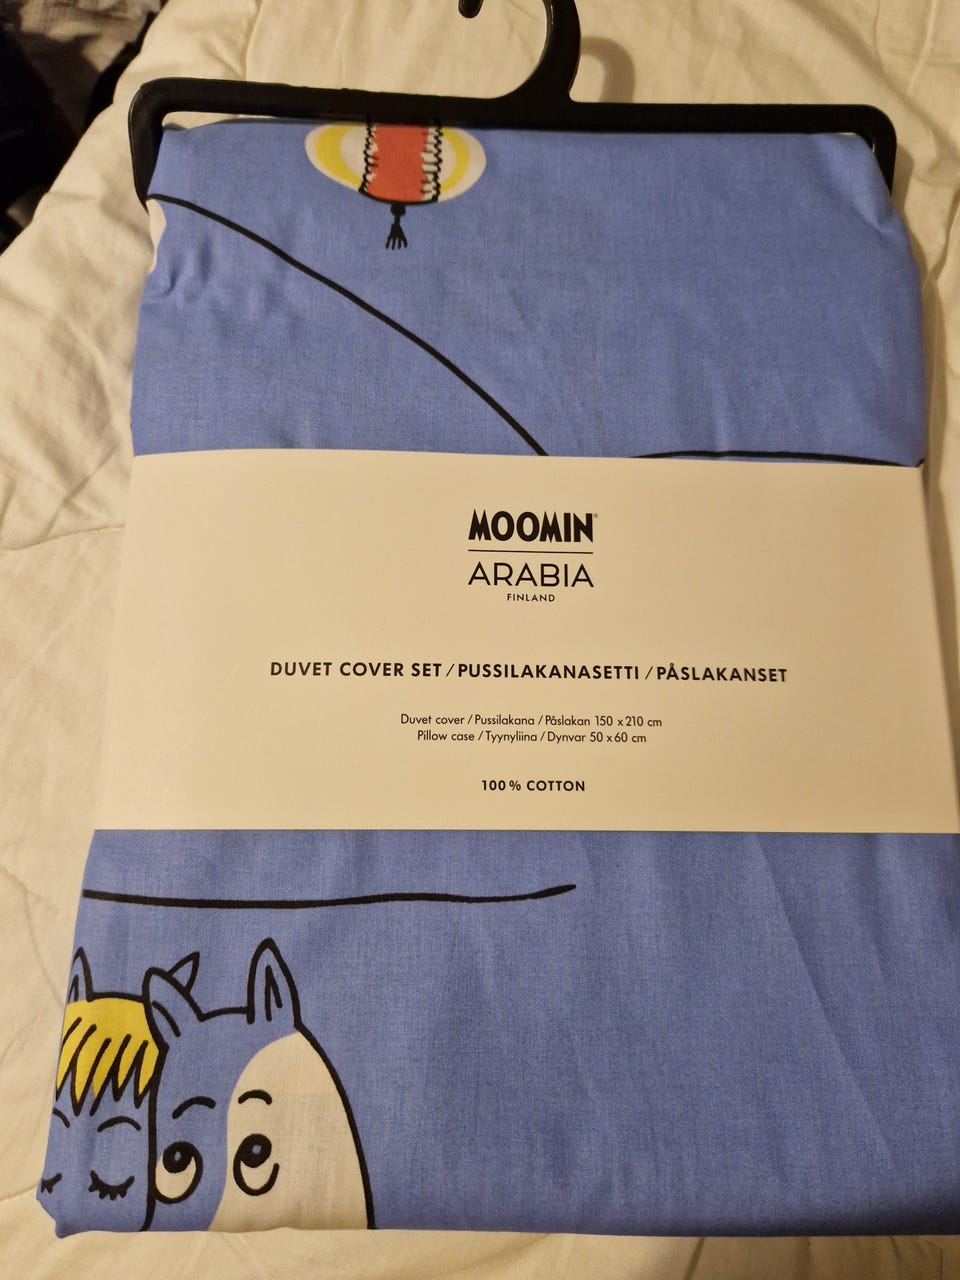 MOOMIN®
ARABIA
FINLAND
DUVET COVER SET / PUSSILAKANASETTI / PÅSLAKANSET
Duvet cover / Pussilakana / Påslakan 150 x 210 cm
Pillow case / Tyynyliina / Dynvar 50 x 60 cm
100 % COTTON